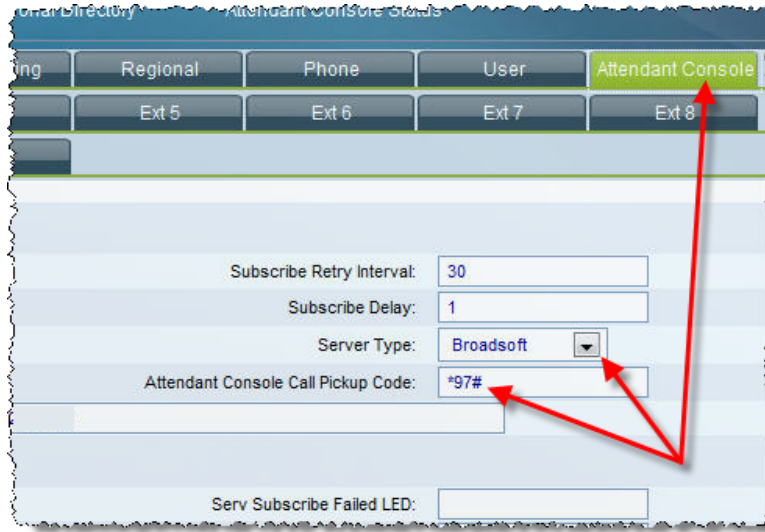 Attendant Console Status
Regional Phone User Attendant Console
Ext 5 Ext 6 Ext 7 Ext 8
Subscribe Retry Interval: 30
Subscribe Delay: 1
Server Type: Broadsoft
Attendant Console Call Pickup Code: *97#
Serv Subscribe Failed LED: